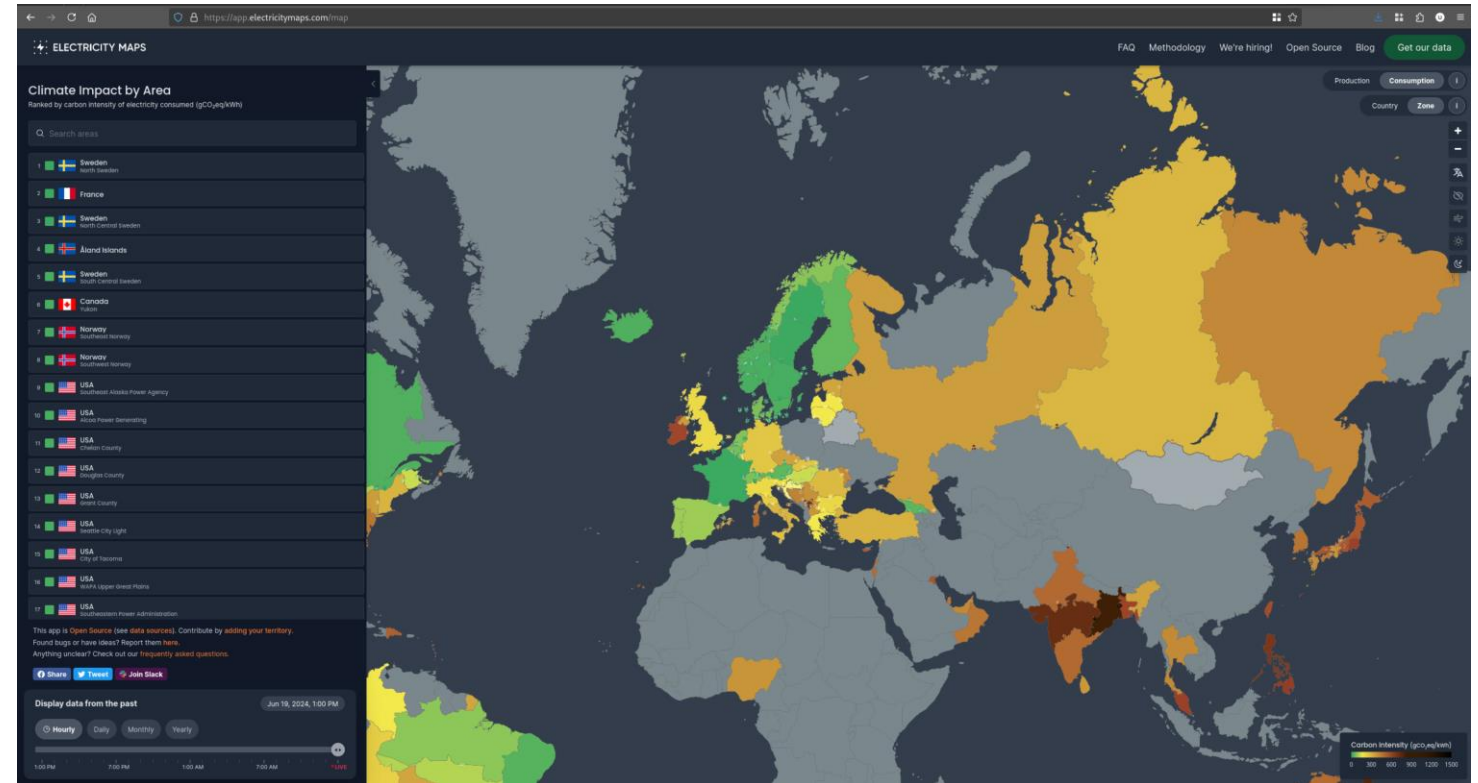 https://app.electricitymaps.com/map
ELECTRICITY MAPS
FAQ Methodology We're hiring! Open Source Blog Get our data
Climate Impact by Area
Ranked by carbon intensity of electricity consumed (gCO₂eq/kWh)
Search areas
1 Sweden
North Sweden
2 France
3 Sweden
North Central Sweden
4 Åland Islands
5 Sweden
South Central Sweden
6 Canada
Yukon
7 Norway
Southeast Norway
8 Norway
Southwest Norway
9 USA
Southeast Alaska Power Agency
10 USA
Alcoa Power Generating
11 USA
Chelan County
12 USA
Douglas County
13 USA
Grant County
14 USA
Seattle City Light
15 USA
City of Tacoma
16 USA
WAPA Upper Great Plains
17 USA
Southeastern Power Administration
This app is Open Source (see data sources). Contribute by adding your territory.
Found bugs or have ideas? Report them here.
Anything unclear? Check out our frequently asked questions.
Share Tweet Join Slack
Display data from the past Jun 19, 2024, 1:00 PM
Hourly Daily Monthly Yearly
1:00 PM 7:00 PM 1:00 AM 7:00 AM LIVE
Production Consumption i
Country Zone i
+
−
Carbon intensity (gCO₂eq/kWh)
0 300 600 900 1200 1500